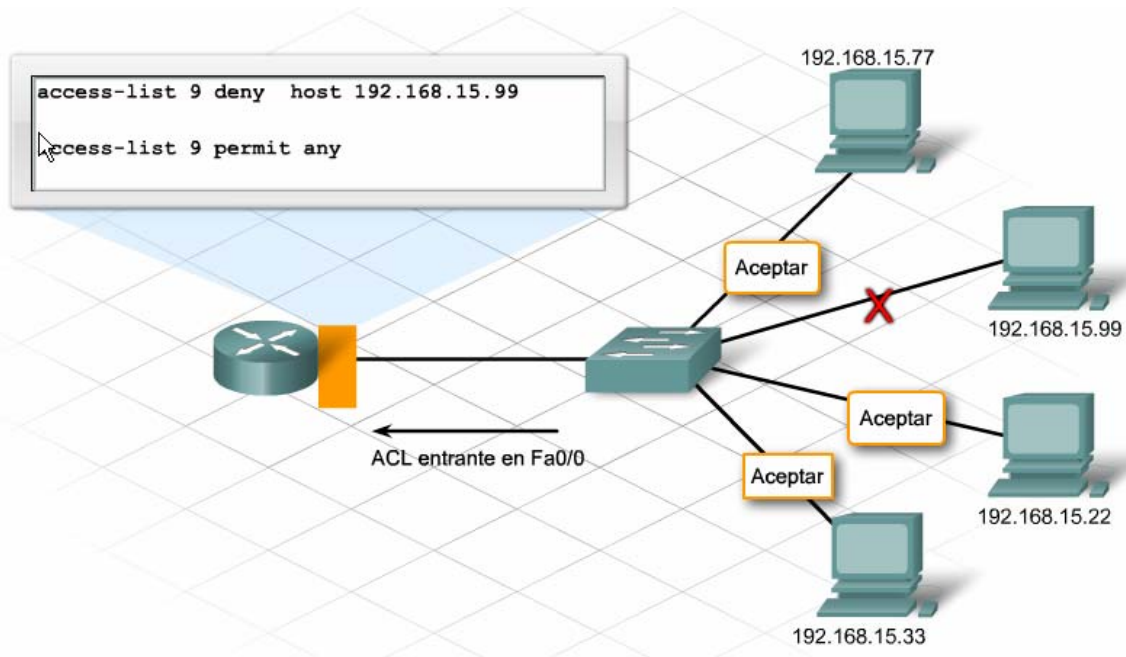 192.168.15.77
access-list 9 deny  host 192.168.15.99
access-list 9 permit any
Aceptar
192.168.15.99
Aceptar
ACL entrante en Fa0/0
Aceptar
192.168.15.22
192.168.15.33